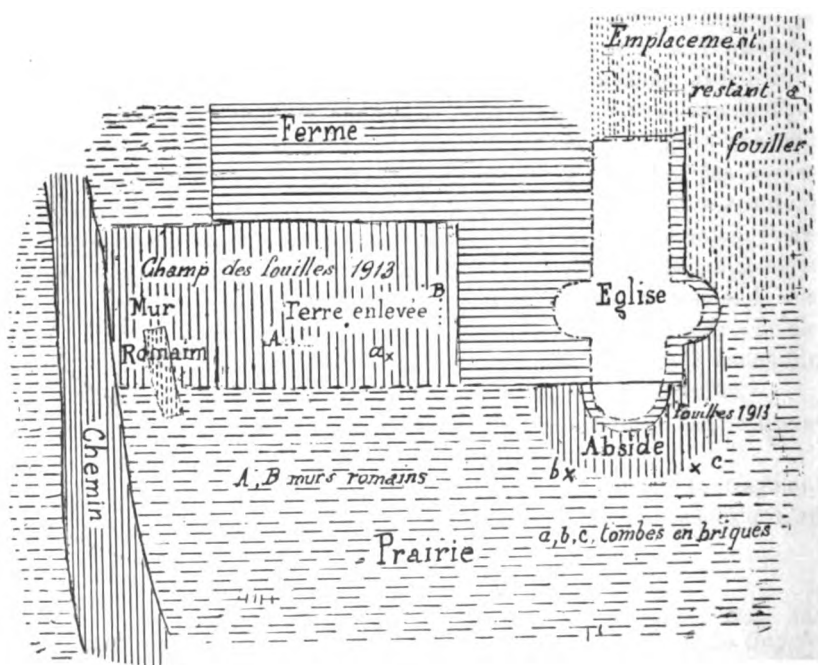 Emplacement
restant à
fouiller
Ferme
Champ des fouilles 1913
Mur
Romain
Terre enlevée
B
A
a x
Eglise
Chemin
fouilles 1913
Abside
b x
x c
A, B murs romains
a, b, c, tombes en briques
Prairie